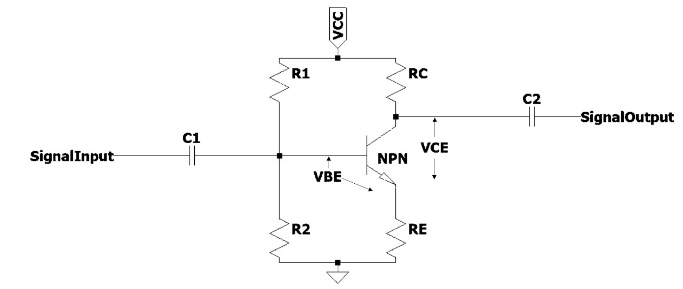 VCC
R1
RC
C1
C2
SignalInput
SignalOutput
VBE
NPN
VCE
R2
RE